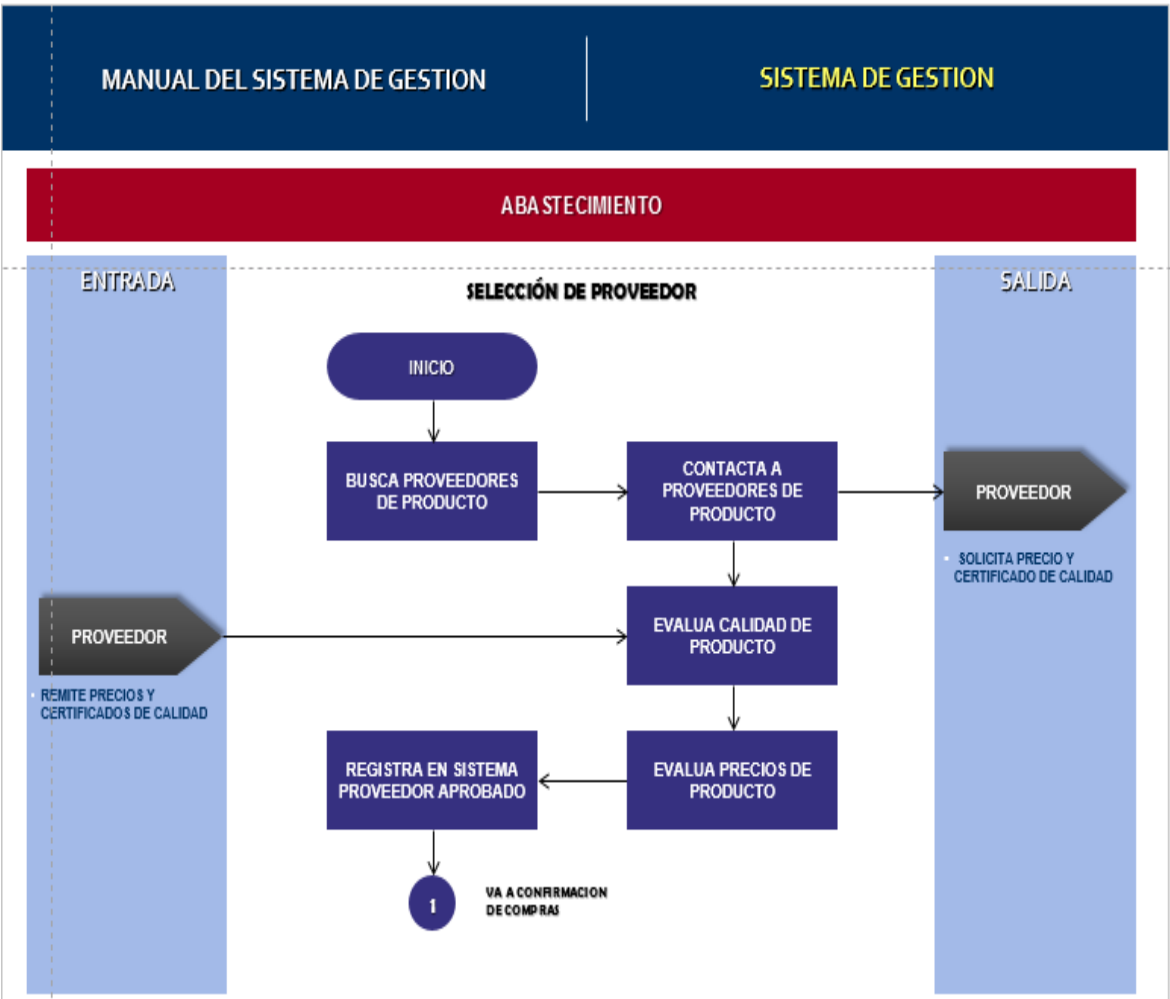 MANUAL DEL SISTEMA DE GESTION
SISTEMA DE GESTION
ABASTECIMIENTO
ENTRADA
SELECCIÓN DE PROVEEDOR
SALIDA
INICIO
BUSCA PROVEEDORES
DE PRODUCTO
CONTACTA A
PROVEEDORES DE
PRODUCTO
PROVEEDOR
• SOLICITA PRECIO Y
CERTIFICADO DE CALIDAD
PROVEEDOR
EVALUA CALIDAD DE
PRODUCTO
• REMITE PRECIOS Y
CERTIFICADOS DE CALIDAD
REGISTRA EN SISTEMA
PROVEEDOR APROBADO
EVALUA PRECIOS DE
PRODUCTO
1
VA A CONFIRMACION
DE COMPRAS